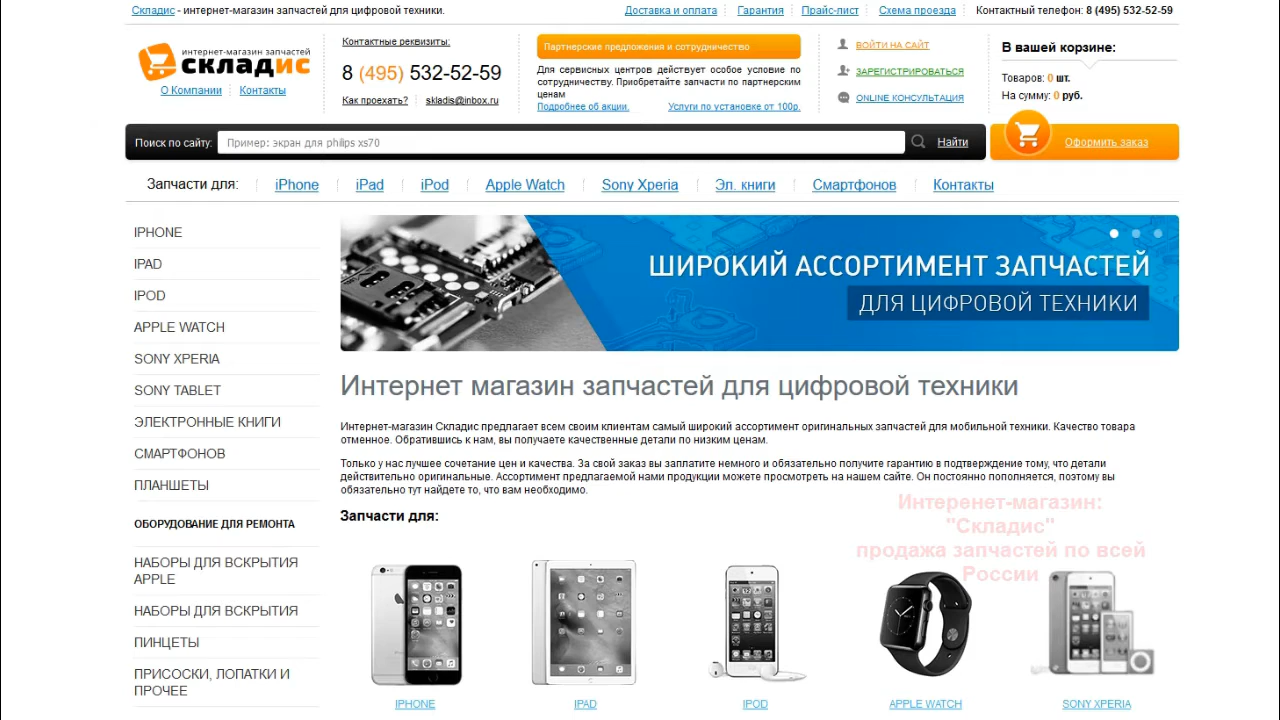 Складис - интернет-магазин запчастей для цифровой техники.
Доставка и оплата
Гарантия
Прайс-лист
Схема проезда
Контактный телефон: 8 (495) 532-52-59
интернет-магазин запчастей
складис
О Компании
Контакты
Контактные реквизиты:
8 (495) 532-52-59
Как проехать?
skladis@inbox.ru
Партнерские предложения и сотрудничество
Для сервисных центров действует особое условие по
сотрудничеству. Приобретайте запчасти по партнерским
ценам
Подробнее об акции.
Услуги по установке от 100р.
ВОЙТИ НА САЙТ
ЗАРЕГИСТРИРОВАТЬСЯ
ONLINE КОНСУЛЬТАЦИЯ
В вашей корзине:
Товаров: 0 шт.
На сумму: 0 руб.
Поиск по сайту:
Пример: экран для philips xs70
Найти
Оформить заказ
Запчасти для:
iPhone
iPad
iPod
Apple Watch
Sony Xperia
Эл. книги
Смартфонов
Контакты
IPHONE
IPAD
IPOD
APPLE WATCH
SONY XPERIA
SONY TABLET
ЭЛЕКТРОННЫЕ КНИГИ
СМАРТФОНОВ
ПЛАНШЕТЫ
ОБОРУДОВАНИЕ ДЛЯ РЕМОНТА
НАБОРЫ ДЛЯ ВСКРЫТИЯ
APPLE
НАБОРЫ ДЛЯ ВСКРЫТИЯ
ПИНЦЕТЫ
ПРИСОСКИ, ЛОПАТКИ И
ПРОЧЕЕ
ШИРОКИЙ АССОРТИМЕНТ ЗАПЧАСТЕЙ
ДЛЯ ЦИФРОВОЙ ТЕХНИКИ
Интернет магазин запчастей для цифровой техники
Интернет-магазин Складис предлагает всем своим клиентам самый широкий ассортимент оригинальных запчастей для мобильной техники. Качество товара
отменное. Обратившись к нам, вы получаете качественные детали по низким ценам.
Только у нас лучшее сочетание цен и качества. За свой заказ вы заплатите немного и обязательно получите гарантию в подтверждение тому, что детали
действительно оригинальные. Ассортимент предлагаемой нами продукции можете просмотреть на нашем сайте. Он постоянно пополняется, поэтому вы
обязательно тут найдете то, что вам необходимо.
Интеренет-магазин:
"Складис"
продажа запчастей по всей
России
Запчасти для:
IPHONE
IPAD
IPOD
APPLE WATCH
SONY XPERIA